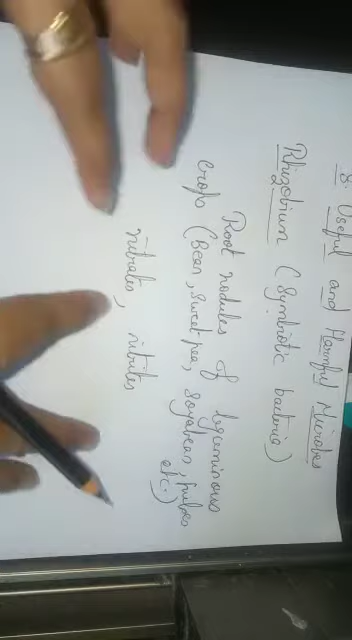 8. Useful and Harmful Microbes
Rhizobium (symbiotic bacteria)
Root nodules of leguminous
crops (Bean, sweet pea, soyabean, pulses
etc.)
nitrates, nitrites